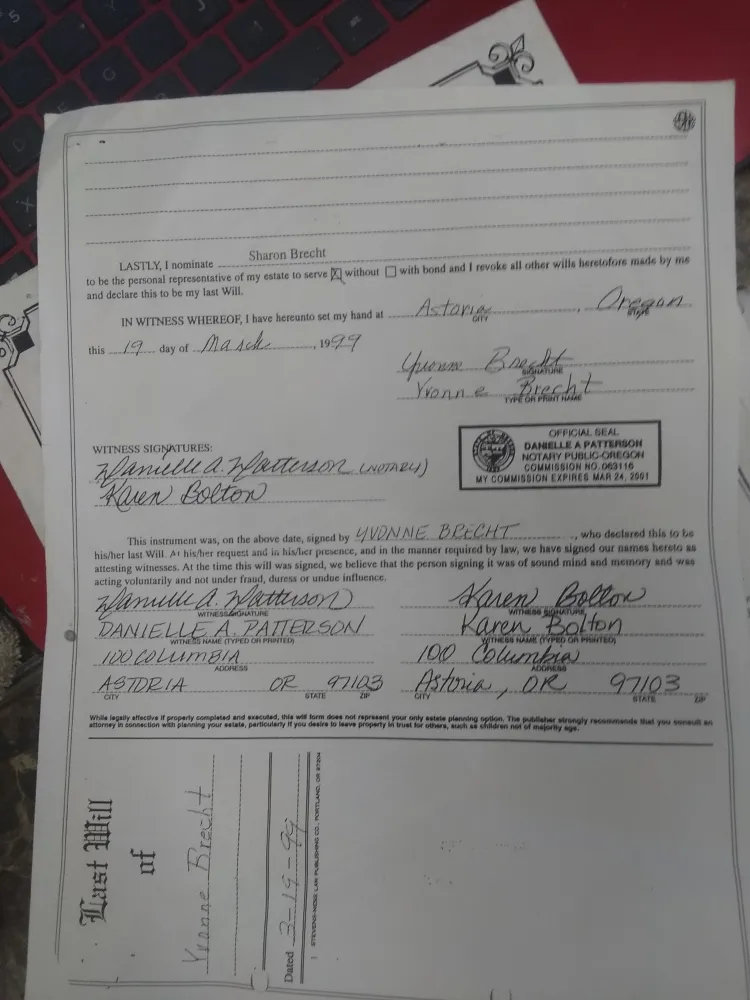 LASTLY, I nominate Sharon Brecht
to be the personal representative of my estate to serve ☒ without ☐ with bond and I revoke all other wills heretofore made by me
and declare this to be my last Will.
IN WITNESS WHEREOF, I have hereunto set my hand at Astoria, Oregon
CITY STATE
this 19 day of March, 1999
Yvonne Brecht
SIGNATURE
Yvonne Brecht
TYPE OR PRINT NAME
WITNESS SIGNATURES:
Danielle A. Patterson (NOTARY)
Karen Bolton
OFFICIAL SEAL
DANIELLE A PATTERSON
NOTARY PUBLIC-OREGON
COMMISSION NO. 063116
MY COMMISSION EXPIRES MAR 24, 2001
This instrument was, on the above date, signed by YVONNE BRECHT, who declared this to be
his/her last Will. At his/her request and in his/her presence, and in the manner required by law, we have signed our names hereto as
attesting witnesses. At the time this will was signed, we believe that the person signing it was of sound mind and memory and was
acting voluntarily and not under fraud, duress or undue influence.
Danielle A. Patterson Karen Bolton
WITNESS SIGNATURE WITNESS SIGNATURE
DANIELLE A. PATTERSON Karen Bolton
WITNESS NAME (TYPED OR PRINTED) WITNESS NAME (TYPED OR PRINTED)
100 COLUMBIA 100 Columbia
ADDRESS ADDRESS
ASTORIA OR 97103 Astoria, OR 97103
CITY STATE ZIP CITY STATE ZIP
While legally effective if properly completed and executed, this will form does not represent your only estate planning option. The publisher strongly recommends that you consult an
attorney in connection with planning your estate, particularly if you desire to leave property in trust for others, such as children not of majority age.
Last Will
of
Yvonne Brecht
Dated 3-19-99
STEVENS-NESS LAW PUBLISHING CO., PORTLAND, OR 97204